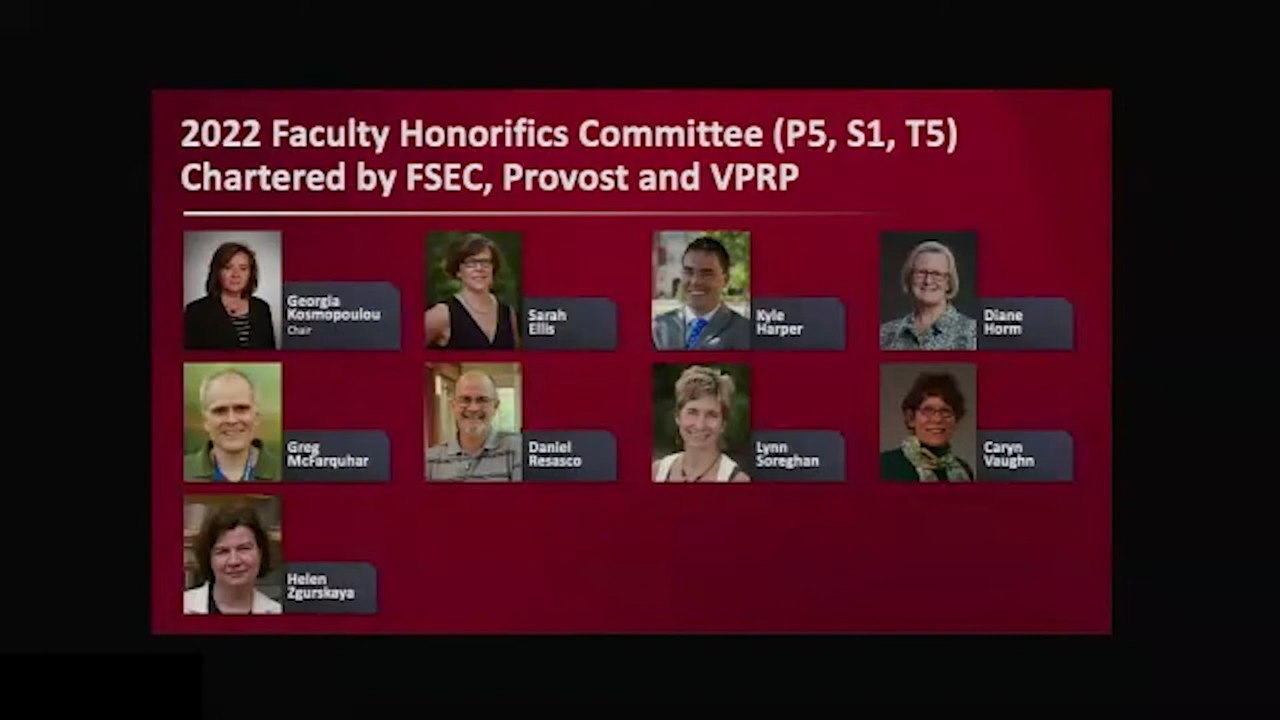 2022 Faculty Honorifics Committee (P5, S1, T5)
Chartered by FSEC, Provost and VPRP
Georgia
Kosmopoulou
Chair
Sarah
Ellis
Kyle
Harper
Diane
Horm
Greg
McFarquhar
Daniel
Resasco
Lynn
Soreghan
Caryn
Vaughn
Helen
Zgurskaya